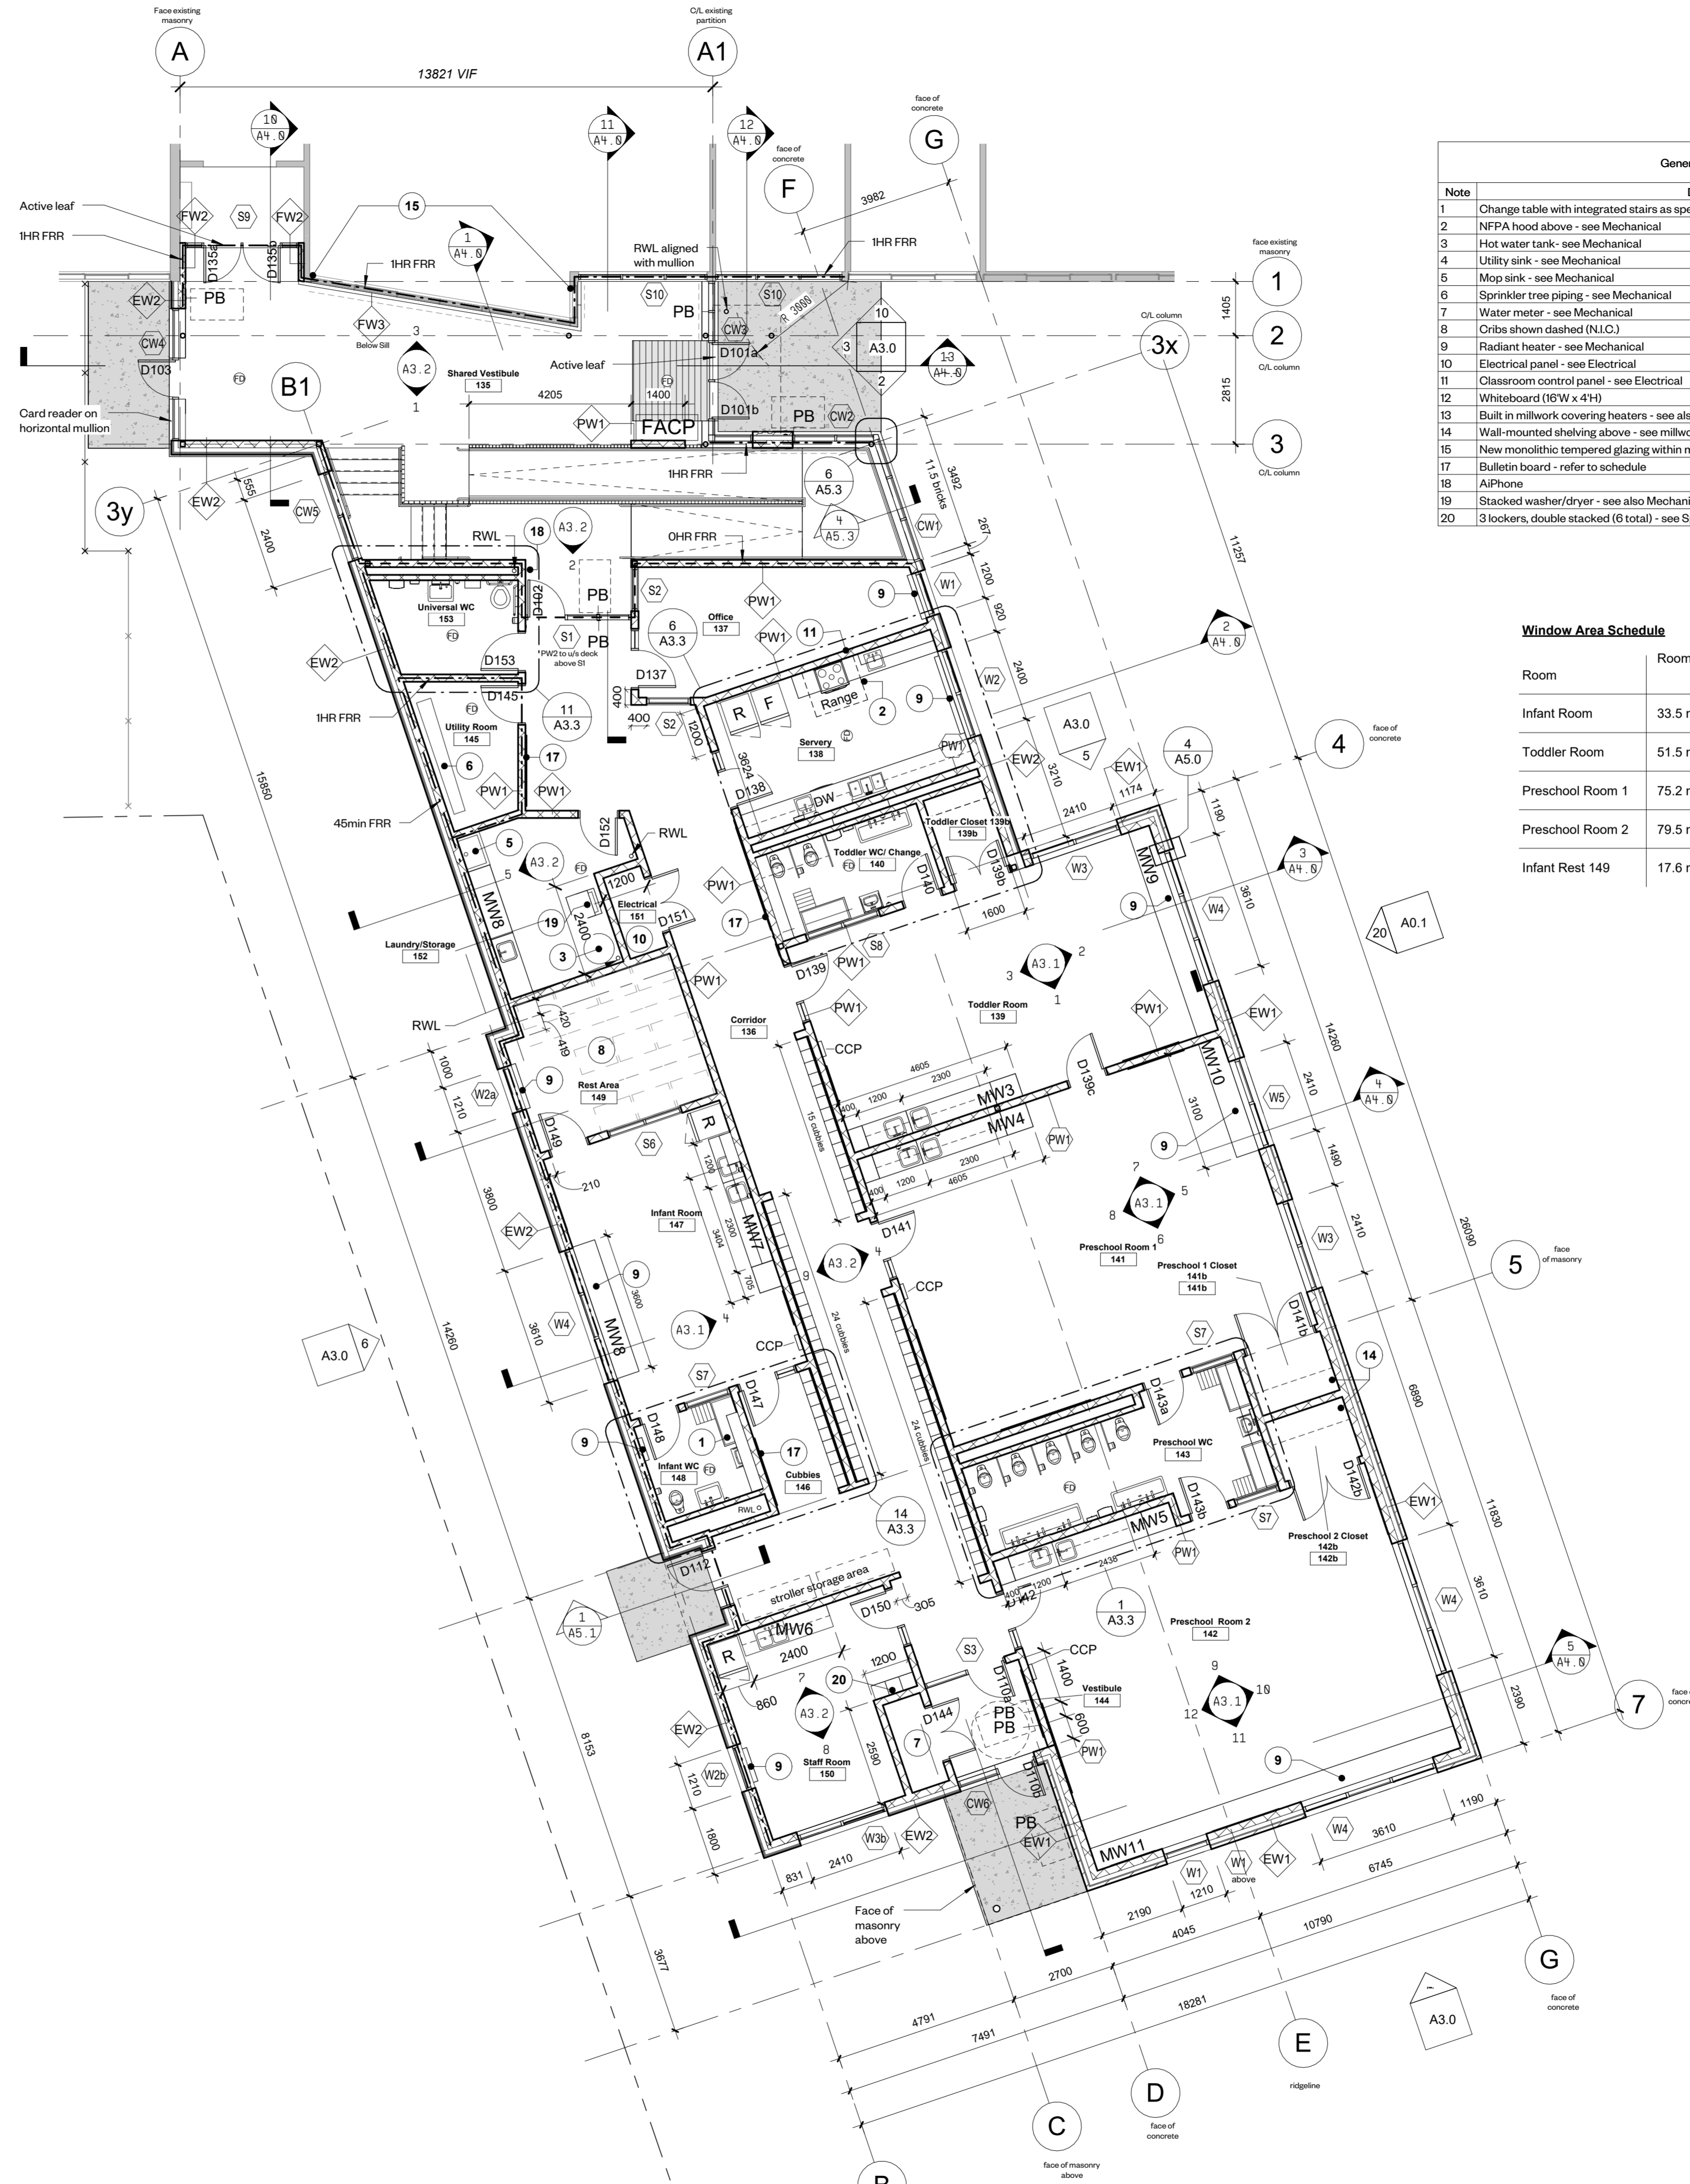 Face existing
masonry
A
C/L existing
partition
A1
13821 VIF
10
A4.0
11
A4.0
12
A4.0
face of
concrete
F
face of
concrete
G
3982
Active leaf
1HR FRR
FW2
S9
FW2
15
1
A4.0
D135a
D135b
1HR FRR
RWL aligned
with mullion
1HR FRR
face existing
masonry
1
EW2
PB
S10
S10
PB
R 3000
FW3
Below Sill
3
A3.2
1
CW4
D103
FD
CW3
D101a
10
3
A3.0
2
13
A4.0
1405
2
C/L column
C/L column
3x
2815
Active leaf
Shared Vestibule
135
4205
1400
FD
B1
Card reader on
horizontal mullion
PW1
FACP
D101b
PB
CW2
3
C/L column
1HR FRR
6
A5.3
3492
11.5 bricks
EW2
555
2400
CW5
3y
RWL
18
A3.2
2
0HR FRR
4
A5.3
CW1
267
11257
Universal WC
153
FD
D102
PB
S1
PB
PW2 to u/s deck
above S1
S2
Office
137
PW1
PW1
9
W1
1200
920
6
A3.3
11
2
A4.0
EW2
D153
D145
D137
400
400
S2
1200
R
F
Range
2
9
W2
2400
1HR FRR
FD
11
A3.3
A3.0
5
4
face of
concrete
Utility Room
145
6
17
Servery
138
FD
PW1
3624
D138
DW
EW2
3210
EW1
4
A5.0
PW1
PW1
15850
45min FRR
D152
RWL
2410
1174
1190
5
A3.2
5
FD
1200
Toddler Closet 139b
139b
Toddler WC/ Change
140
FD
D140
D139b
W3
MW9
3
A4.0
MW8
19
2400
Electrical
151
D151
PW1
17
1600
9
W4
3610
Laundry/Storage
152
3
10
S8
PW1
D139
3
A3.1
2
1
20
A0.1
PW1
RWL
420
419
Corridor
136
PW1
Toddler Room
139
PW1
EW1
14260
8
CCP
MW10
1000
9
Rest Area
149
4605
2300
400
1200
MW3
MW4
D139c
W5
2410
4
A4.0
W2a
1210
D149
S6
R
15 cubbies
PW1
3100
9
210
1200
2300
400
1200
4605
1490
3800
EW2
Infant Room
147
3404
2300
MW7
D141
7
8
A3.1
5
6
2410
W3
26090
A3.2
4
9
Preschool Room 1
141
Preschool 1 Closet
141b
141b
5
face
of masonry
9
3600
705
CCP
A3.0
6
14260
W4
3610
MW8
A3.1
4
CCP
24 cubbies
S7
D141b
14
S7
D147
D148
9
1
17
24 cubbies
D143a
6890
Infant WC
148
FD
Cubbies
146
RWL
Preschool WC
143
FD
D142b
EW1
11830
14
A3.3
D143b
S7
Preschool 2 Closet
142b
142b
D112
MW5
PW1
2438
400
1200
D142
1
A3.3
3610
W4
stroller storage area
D150
305
1
A5.1
MW6
2400
R
S3
CCP
Preschool Room 2
142
5
A4.0
860
7
A3.2
8
20
1200
D110a
1400
Vestibule
144
9
12
A3.1
10
11
2390
7
EW2
D144
PB
PB
600
PW1
8153
2590
7
9
W2b
1210
Staff Room
150
D110b
9
CW6
1190
1800
W3b
EW2
PB
EW1
MW11
W4
3610
831
2410
W1
W1
above
EW1
6745
Face of
masonry
above
2190
1210
10790
4045
3677
2700
G
face of
concrete
18281
4791
7491
A3.0
E
ridgeline
D
face of
concrete
C
face of masonry
above
Note
1
Change table with integrated stairs as
2
NFPA hood above - see Mechanical
3
Hot water tank- see Mechanical
4
Utility sink - see Mechanical
5
Mop sink - see Mechanical
6
Sprinkler tree piping - see Mechanical
7
Water meter - see Mechanical
8
Cribs shown dashed (N.I.C.)
9
Radiant heater - see Mechanical
10
Electrical panel - see Electrical
11
Classroom control panel - see Electrical
12
Whiteboard (16'W x 4'H)
13
Built in millwork covering heaters - see
14
Wall-mounted shelving above - see
15
New monolithic tempered glazing within
17
Bulletin board - refer to schedule
18
AiPhone
19
Stacked washer/dryer - see also
20
3 lockers, double stacked (6 total) - see
Window Area Schedule
Room
Room
Infant Room
33.5
Toddler Room
51.5
Preschool Room 1
75.2
Preschool Room 2
79.5
Infant Rest 149
17.6